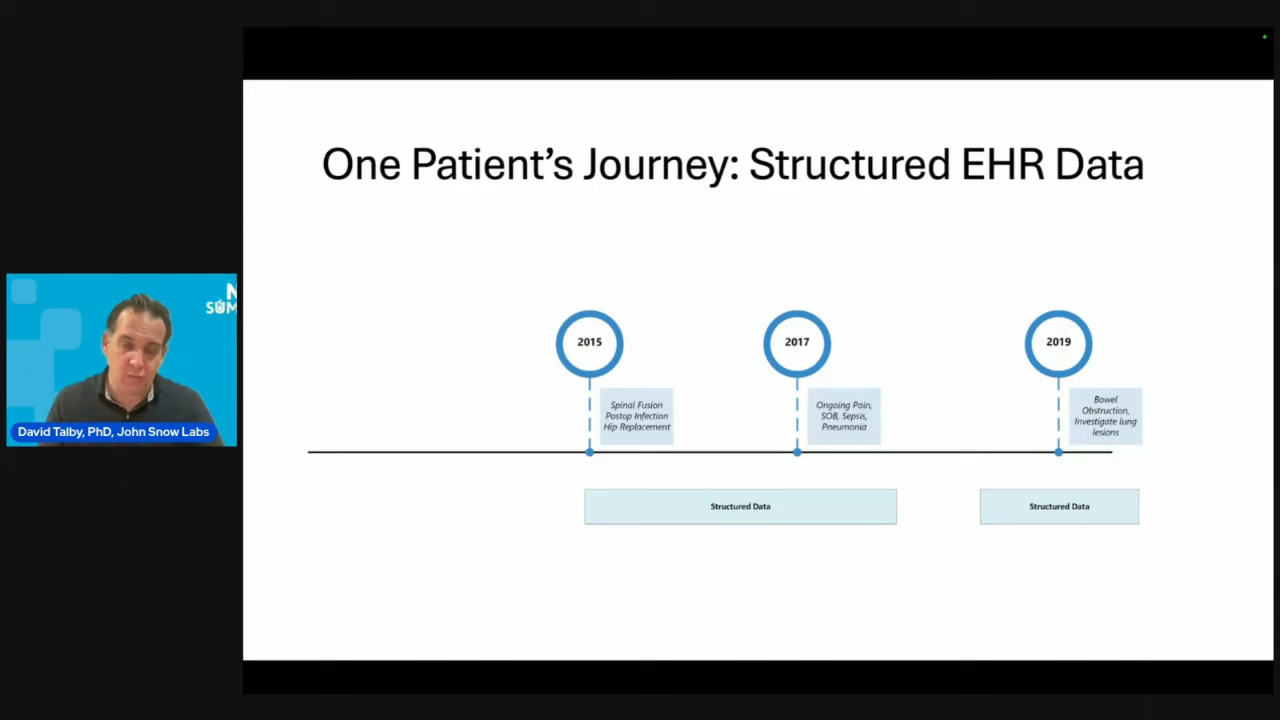 One Patient's Journey: Structured EHR Data
2015
2017
2019
Spinal Fusion
Postop Infection
Hip Replacement
Ongoing Pain,
SOB, Sepsis,
Pneumonia
Bowel
Obstruction,
Investigate lung
lesions
Structured Data
Structured Data
David Talby, PhD, John Snow Labs